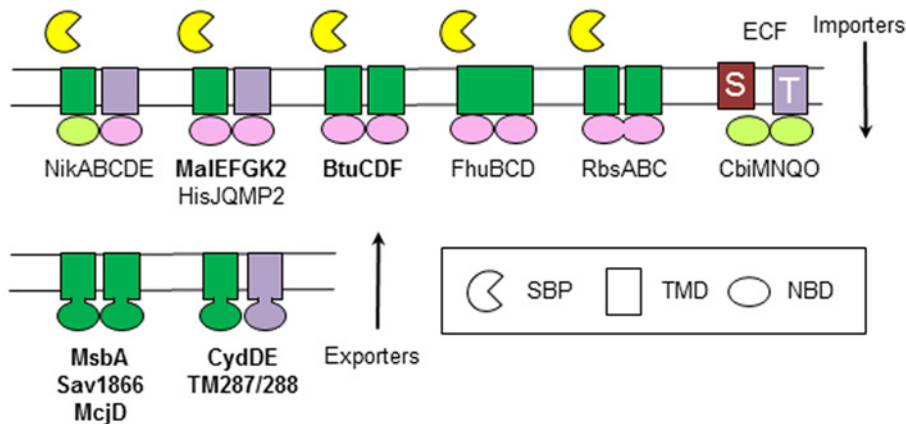 ECF
Importers
S
T
NikABCDE
MalEFGK2
HisJQMP2
BtuCDF
FhuBCD
RbsABC
CbiMNQO
SBP
TMD
NBD
MsbA
Sav1866
McjD
CydDE
TM287/288
Exporters